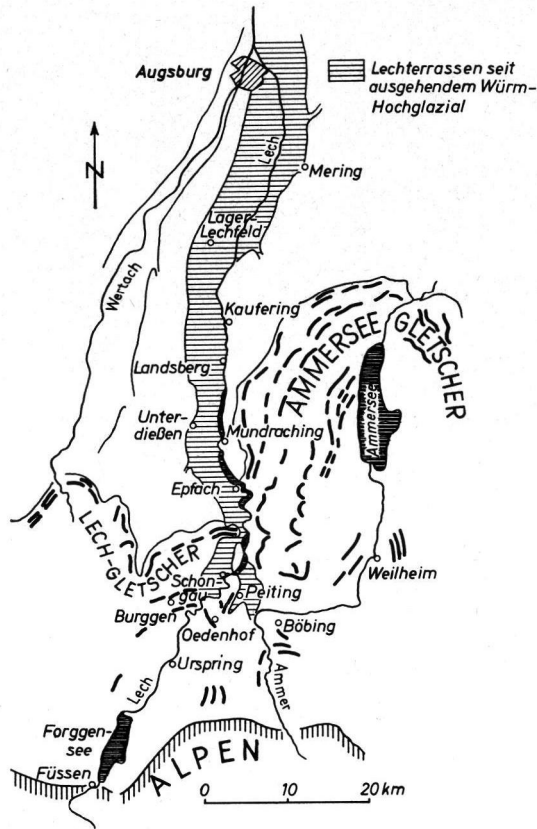 Augsburg
Lechterrassen seit
ausgehendem Würm-
Hochglazial
N
Lech
Mering
Lager-
Lechfeld
Wertach
Kaufering
AMMERSEE
GLETSCHER
Landsberg
Ammersee
Unter-
dießen
Mundraching
Epfach
LECH-GLETSCHER
Schon-
gau
Peiting
Weilheim
Burggen
Oedenhof
Böbing
Urspring
Lech
Ammer
Forggen-
see
Füssen
ALPEN
0 10 20 km